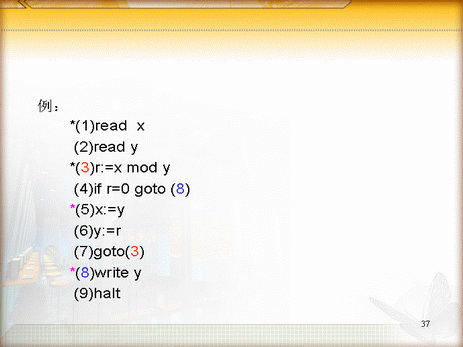 例：
*(1)read  x
(2)read y
*(3)r:=x mod y
(4)if r=0 goto (8)
*(5)x:=y
(6)y:=r
(7)goto(3)
*(8)write y
(9)halt
37